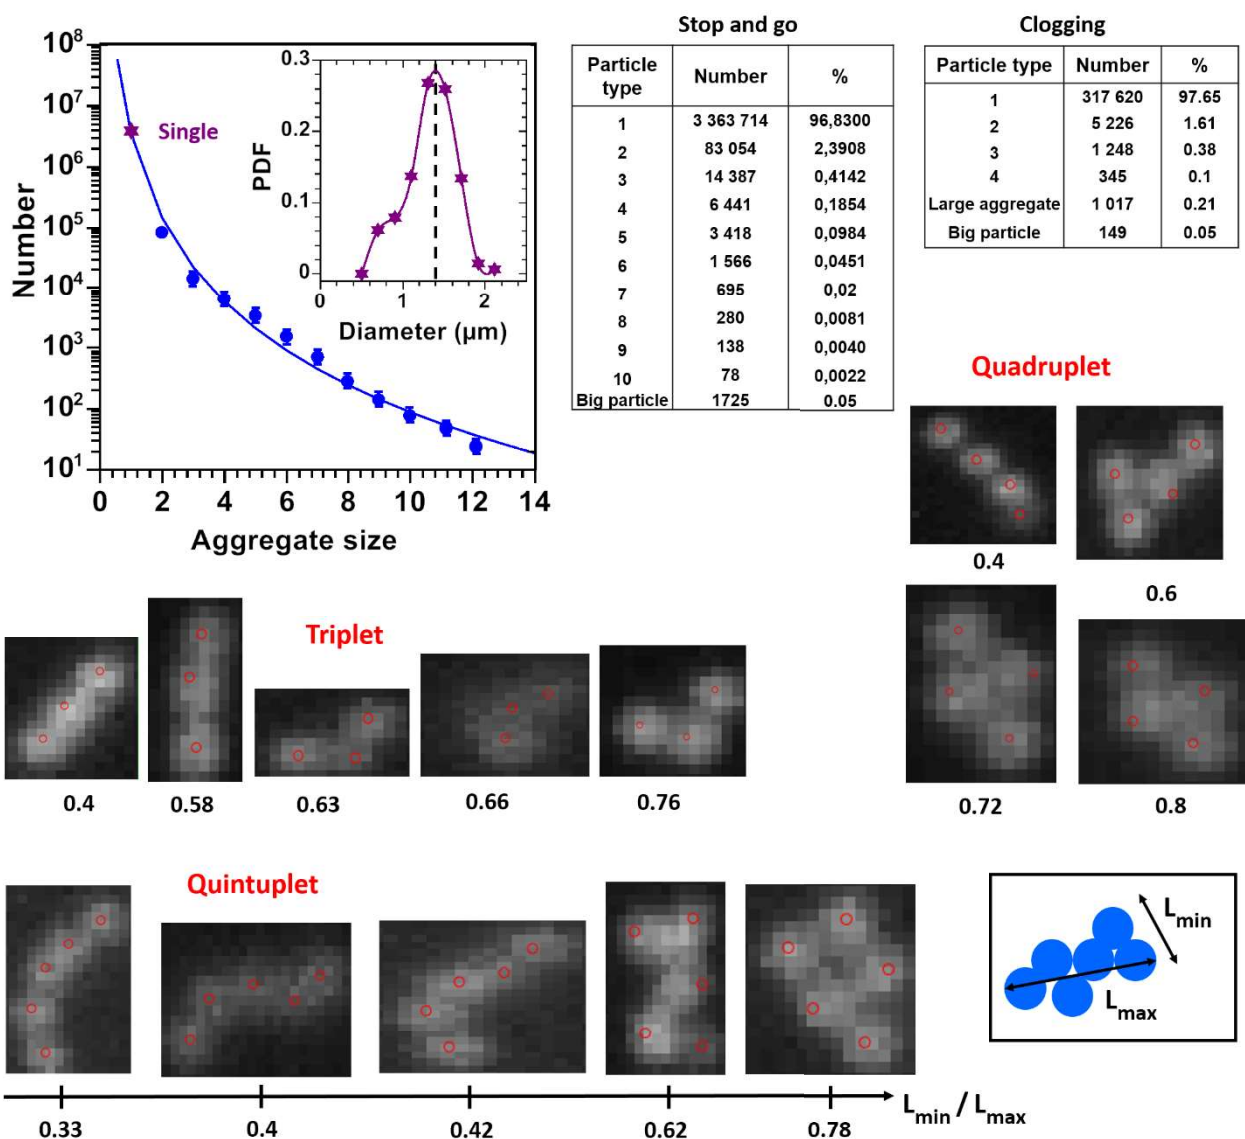 Stop and go
Particle type Number %
1 3 363 714 96,8300
2 83 054 2,3908
3 14 387 0,4142
4 6 441 0,1854
5 3 418 0,0984
6 1 566 0,0451
7 695 0,02
8 280 0,0081
9 138 0,0040
10 78 0,0022
Big particle 1725 0.05
Clogging
Particle type Number %
1 317 620 97.65
2 5 226 1.61
3 1 248 0.38
4 345 0.1
Large aggregate 1 017 0.21
Big particle 149 0.05
Number
10^8
10^7
10^6
10^5
10^4
10^3
10^2
10^1
0 2 4 6 8 10 12 14
Aggregate size
Single
PDF
0.3
0.2
0.1
0
0 1 2
Diameter (µm)
Quadruplet
0.4
0.6
0.72
0.8
Triplet
0.4
0.58
0.63
0.66
0.76
Quintuplet
L_min
L_max
L_min / L_max
0.33
0.4
0.42
0.62
0.78